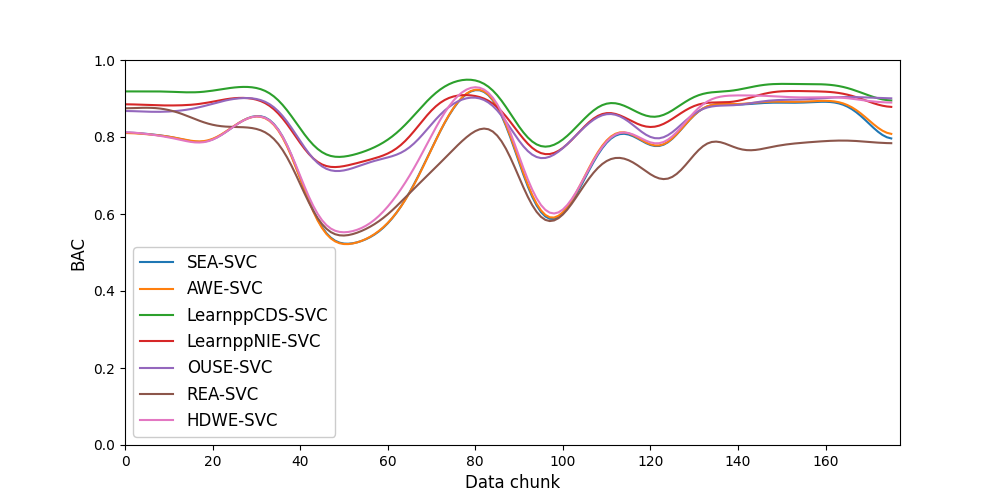 1.0
0.8
0.6
0.4
0.2
0.0
BAC
SEA-SVC
AWE-SVC
LearnppCDS-SVC
LearnppNIE-SVC
OUSE-SVC
REA-SVC
HDWE-SVC
0 20 40 60 80 100 120 140 160
Data chunk